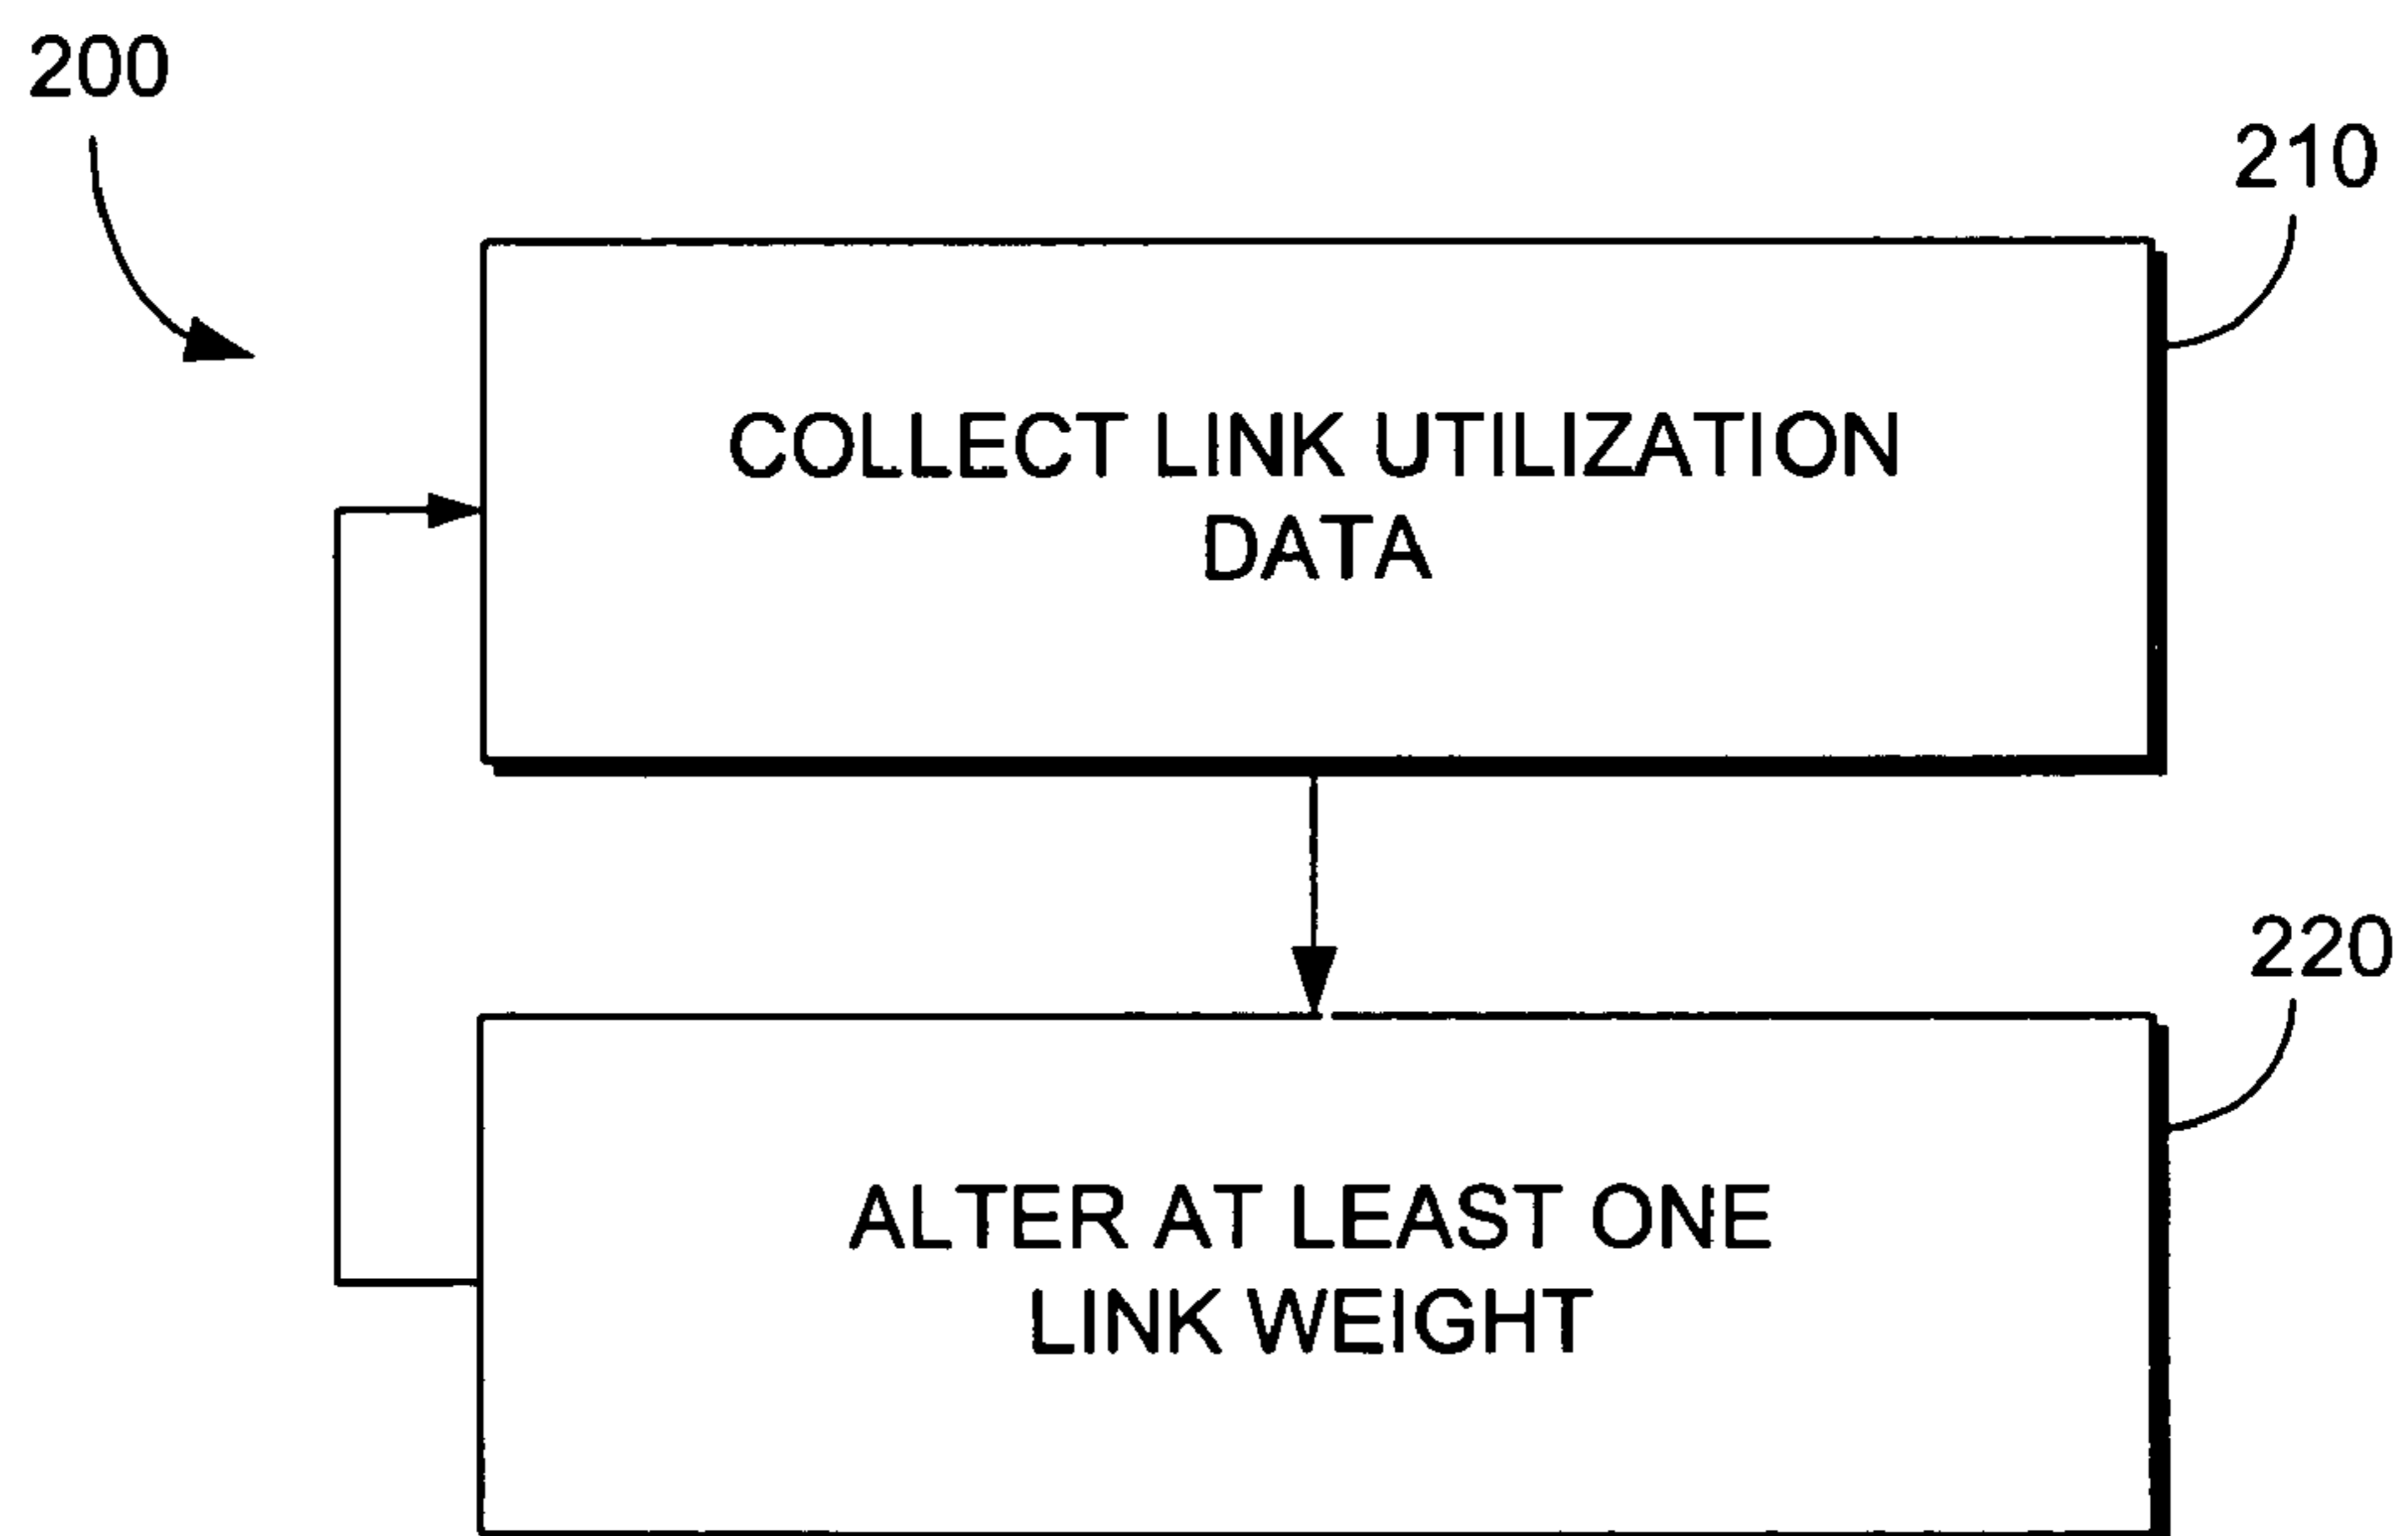 200
210
COLLECT LINK UTILIZATION
DATA
220
ALTER AT LEAST ONE
LINK WEIGHT